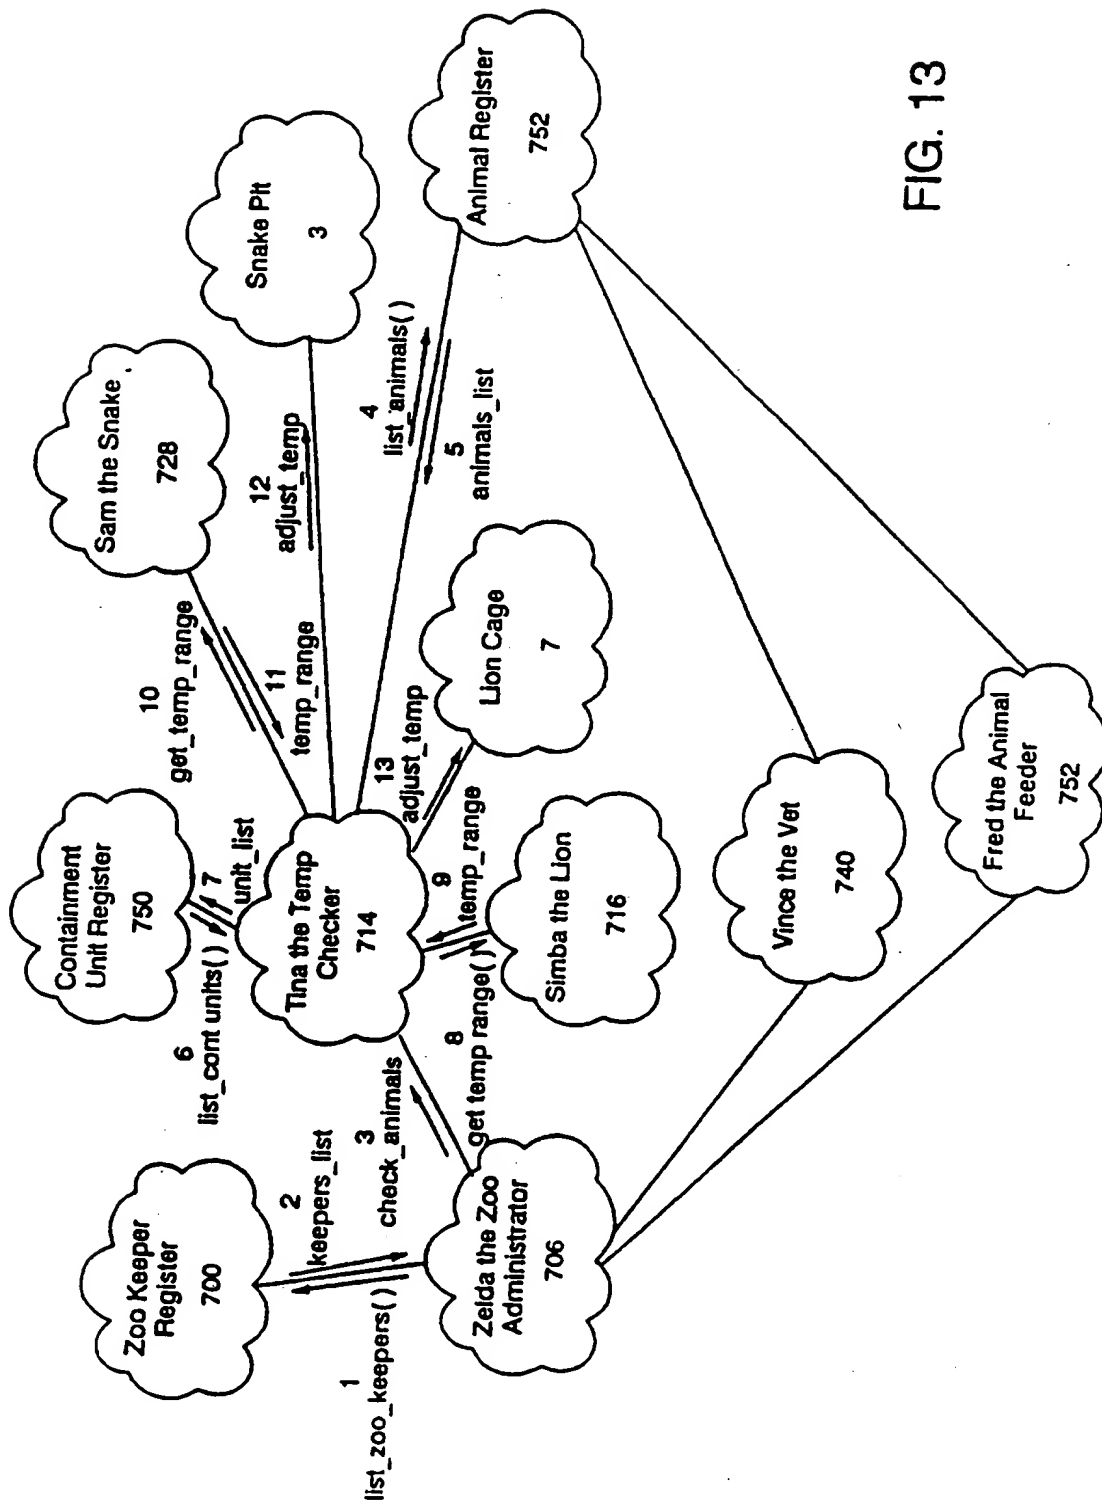 Zoo Keeper
Register
700
1
list_zoo_keepers()
2
keepers_list
Zelda the Zoo
Administrator
706
3
check_animals
Containment
Unit Register
750
6
list_cont units()
7
unit_list
Tina the Temp
Checker
714
8
get temp range()
9
temp_range
Simba the Lion
716
10
get_temp_range
11
temp_range
Sam the Snake
728
12
adjust_temp
Snake Pit
3
13
adjust_temp
Lion Cage
7
4
list_animals()
5
animals_list
Animal Register
752
Vince the Vet
740
Fred the Animal
Feeder
752
FIG. 13